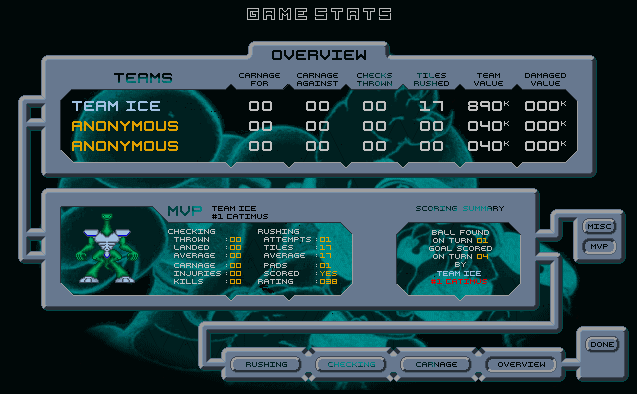 GAME STATS
OVERVIEW
TEAMS CARNAGE FOR CARNAGE AGAINST CHECKS THROWN TILES RUSHED TEAM VALUE DAMAGED VALUE
TEAM ICE 00 00 00 17 890K 000K
ANONYMOUS 00 00 00 00 040K 000K
ANONYMOUS 00 00 00 00 040K 000K
MVP TEAM ICE
#1 CATIMUS
CHECKING RUSHING
THROWN :00 ATTEMPTS :01
LANDED :00 TILES :17
AVERAGE :00 AVERAGE :17
CARNAGE :00 PADS :01
INJURIES :00 SCORED :YES
KILLS :00 RATING :038
SCORING SUMMARY
BALL FOUND
ON TURN 01
GOAL SCORED
ON TURN 04
BY
TEAM ICE
#1 CATIMUS
MISC
MVP
RUSHING CHECKING CARNAGE OVERVIEW
DONE